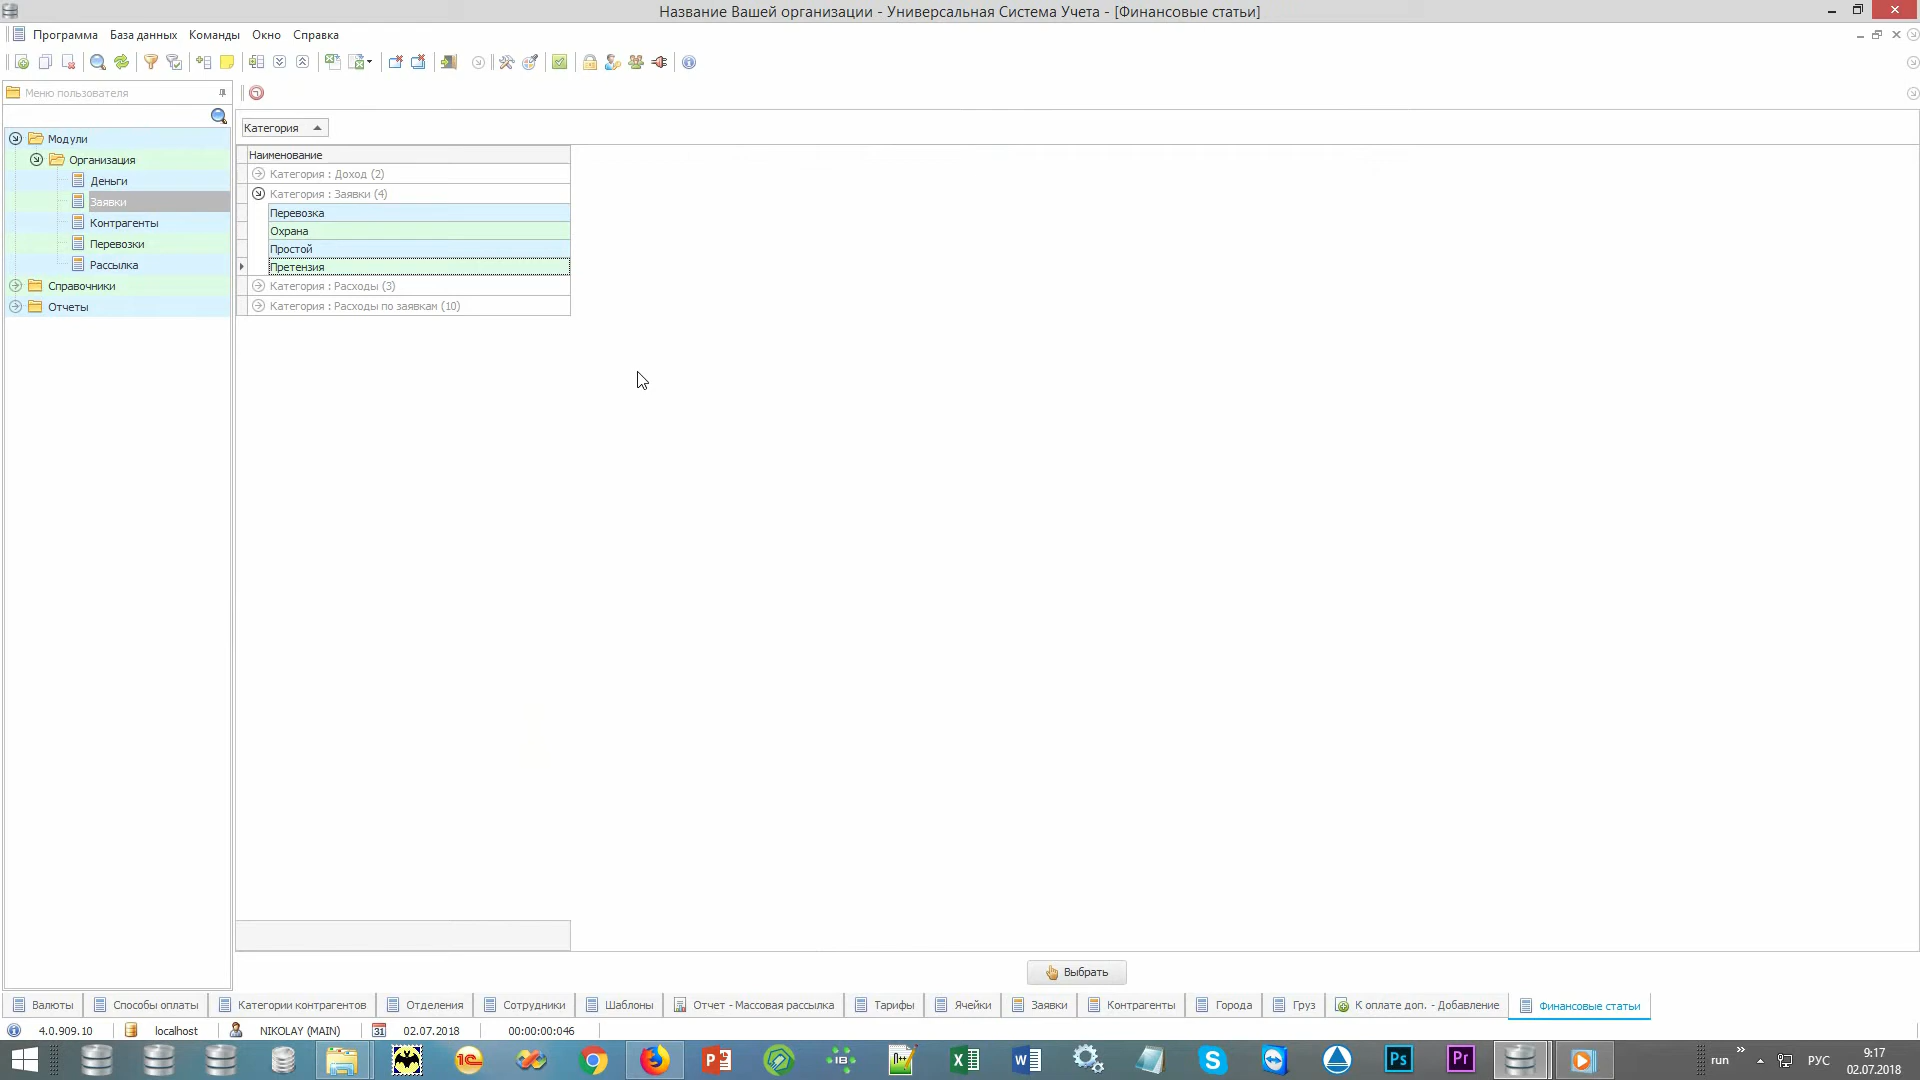 Название Вашей организации - Универсальная Система Учета - [Финансовые статьи]
Программа База данных Команды Окно Справка
Меню пользователя
Категория
Модули
Организация
Деньги
Заявки
Контрагенты
Перевозки
Рассылка
Справочники
Отчеты
Наименование
Категория : Доход (2)
Категория : Заявки (4)
Перевозка
Охрана
Простой
Претензия
Категория : Расходы (3)
Категория : Расходы по заявкам (10)
Выбрать
Валюты Способы оплаты Категории контрагентов Отделения Сотрудники Шаблоны Отчет - Массовая рассылка Тарифы Ячейки Заявки Контрагенты Города Груз К оплате доп. - Добавление Финансовые статьи
4.0.909.10 localhost NIKOLAY (MAIN) 31 02.07.2018 00:00:00:046
run РУС 9:17
02.07.2018